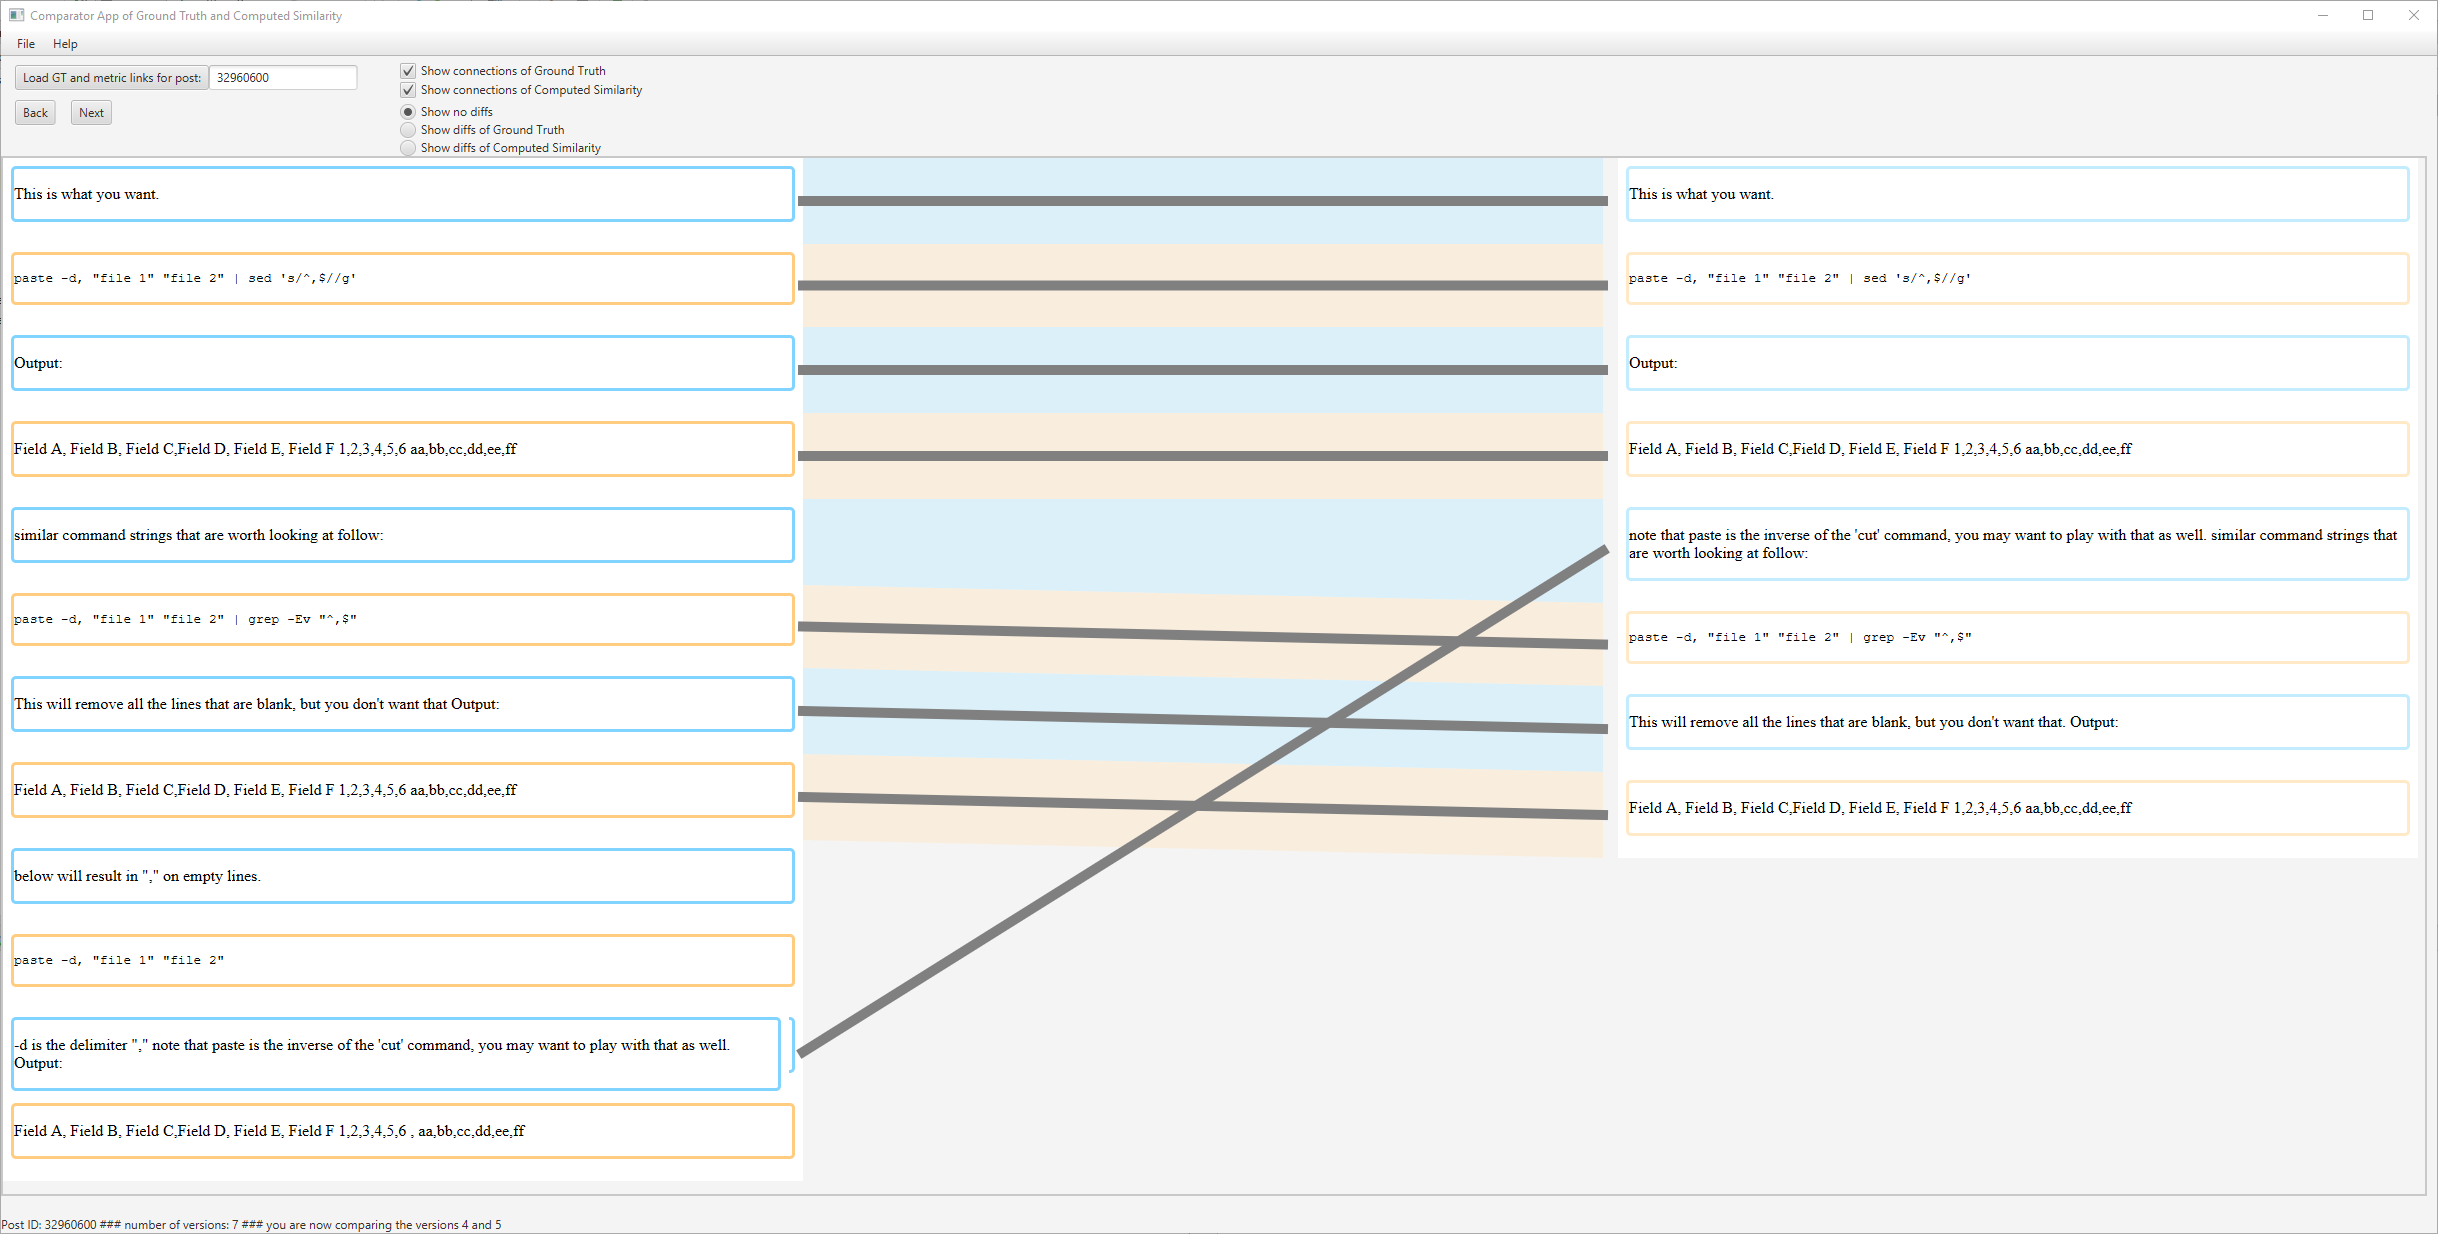 Comparator App of Ground Truth and Computed Similarity
File Help
Load GT and metric links for post: 32960600
Back Next
Show connections of Ground Truth
Show connections of Computed Similarity
Show no diffs
Show diffs of Ground Truth
Show diffs of Computed Similarity
This is what you want.
paste -d, "file 1" "file 2" | sed 's/^,$//g'
Output:
Field A, Field B, Field C,Field D, Field E, Field F 1,2,3,4,5,6 aa,bb,cc,dd,ee,ff
similar command strings that are worth looking at follow:
paste -d, "file 1" "file 2" | grep -Ev "^,$"
This will remove all the lines that are blank, but you don't want that Output:
Field A, Field B, Field C,Field D, Field E, Field F 1,2,3,4,5,6 aa,bb,cc,dd,ee,ff
below will result in "," on empty lines.
paste -d, "file 1" "file 2"
-d is the delimiter "," note that paste is the inverse of the 'cut' command, you may want to play with that as well.
Output:
Field A, Field B, Field C,Field D, Field E, Field F 1,2,3,4,5,6 , aa,bb,cc,dd,ee,ff
This is what you want.
paste -d, "file 1" "file 2" | sed 's/^,$//g'
Output:
Field A, Field B, Field C,Field D, Field E, Field F 1,2,3,4,5,6 aa,bb,cc,dd,ee,ff
note that paste is the inverse of the 'cut' command, you may want to play with that as well. similar command strings that
are worth looking at follow:
paste -d, "file 1" "file 2" | grep -Ev "^,$"
This will remove all the lines that are blank, but you don't want that. Output:
Field A, Field B, Field C,Field D, Field E, Field F 1,2,3,4,5,6 aa,bb,cc,dd,ee,ff
Post ID: 32960600 ### number of versions: 7 ### you are now comparing the versions 4 and 5